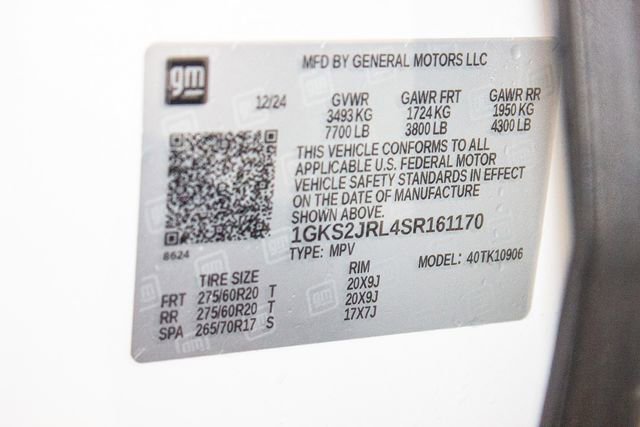 gm
MFD BY GENERAL MOTORS LLC
12/24
GVWR GAWR FRT GAWR RR
3493 KG 1724 KG 1950 KG
7700 LB 3800 LB 4300 LB
THIS VEHICLE CONFORMS TO ALL
APPLICABLE U.S. FEDERAL MOTOR
VEHICLE SAFETY STANDARDS IN EFFECT
ON THE DATE OF MANUFACTURE
SHOWN ABOVE.
1GKS2JRL4SR161170
8624
TYPE: MPV MODEL: 40TK10906
TIRE SIZE RIM
FRT 275/60R20 T 20X9J
RR 275/60R20 T 20X9J
SPA 265/70R17 S 17X7J